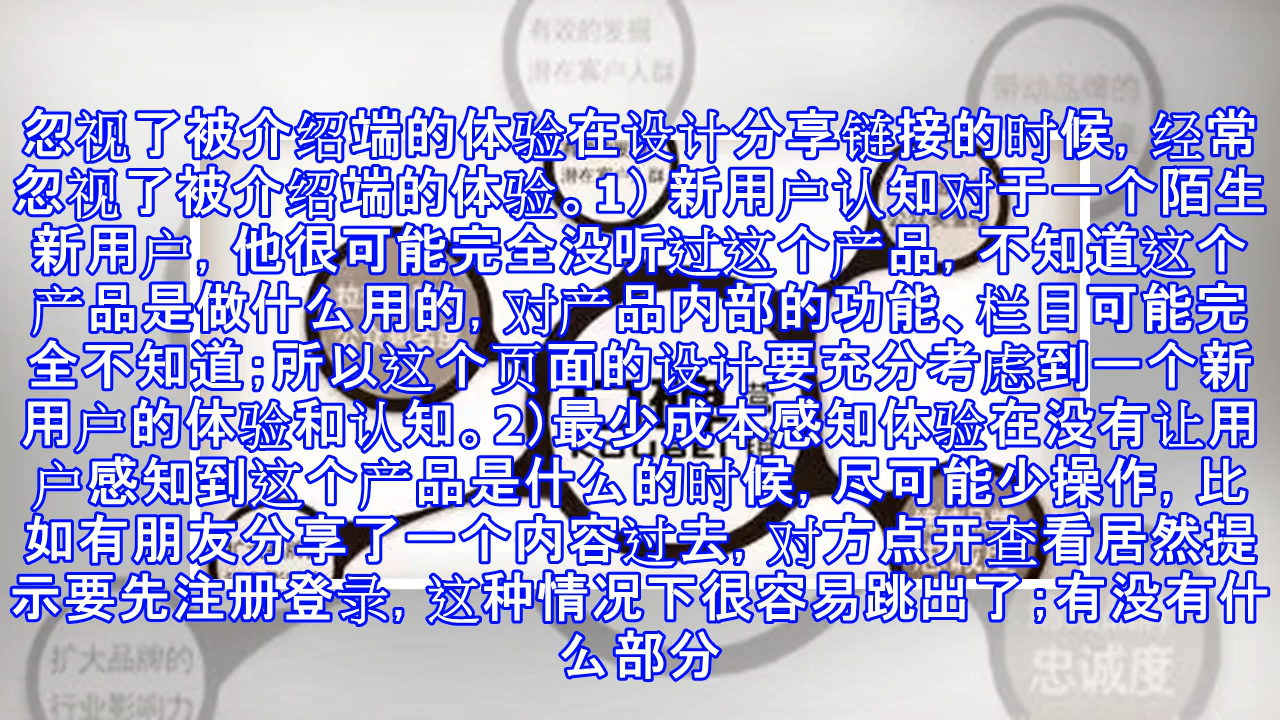 有效的发掘
潜在客户人群
带动品牌的
忽视了被介绍端的体验在设计分享链接的时候,经常
忽视了被介绍端的体验。1)新用户认知对于一个陌生
新用户,他很可能完全没听过这个产品,不知道这个
产品是做什么用的,对产品内部的功能、栏目可能完
全不知道;所以这个页面的设计要充分考虑到一个新
用户的体验和认知。2)最少成本感知体验在没有让用
户感知到这个产品是什么的时候,尽可能少操作,比
如有朋友分享了一个内容过去,对方点开查看居然提
示要先注册登录,这种情况下很容易跳出了;有没有什
么部分
扩大品牌的
行业影响力
忠诚度